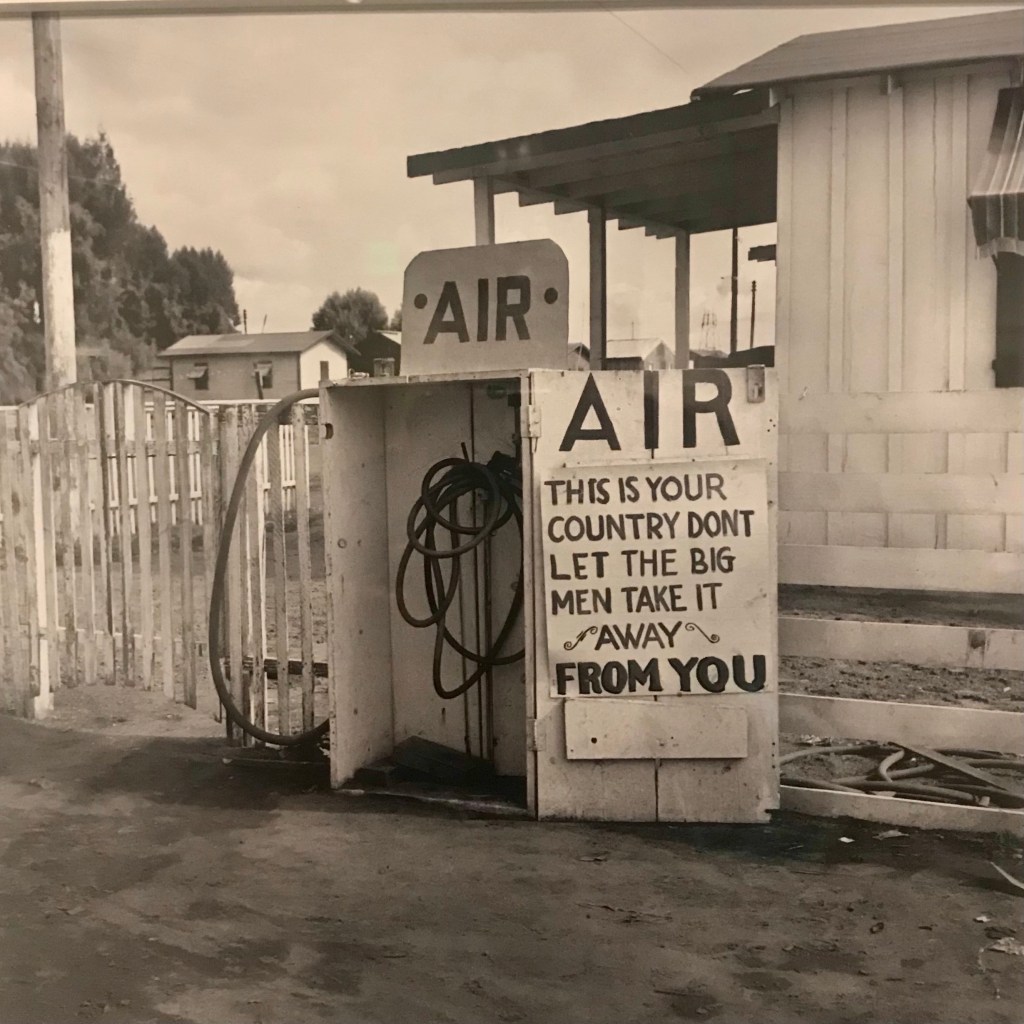 • AIR •
AIR
THIS IS YOUR
COUNTRY DONT
LET THE BIG
MEN TAKE IT
AWAY
FROM YOU